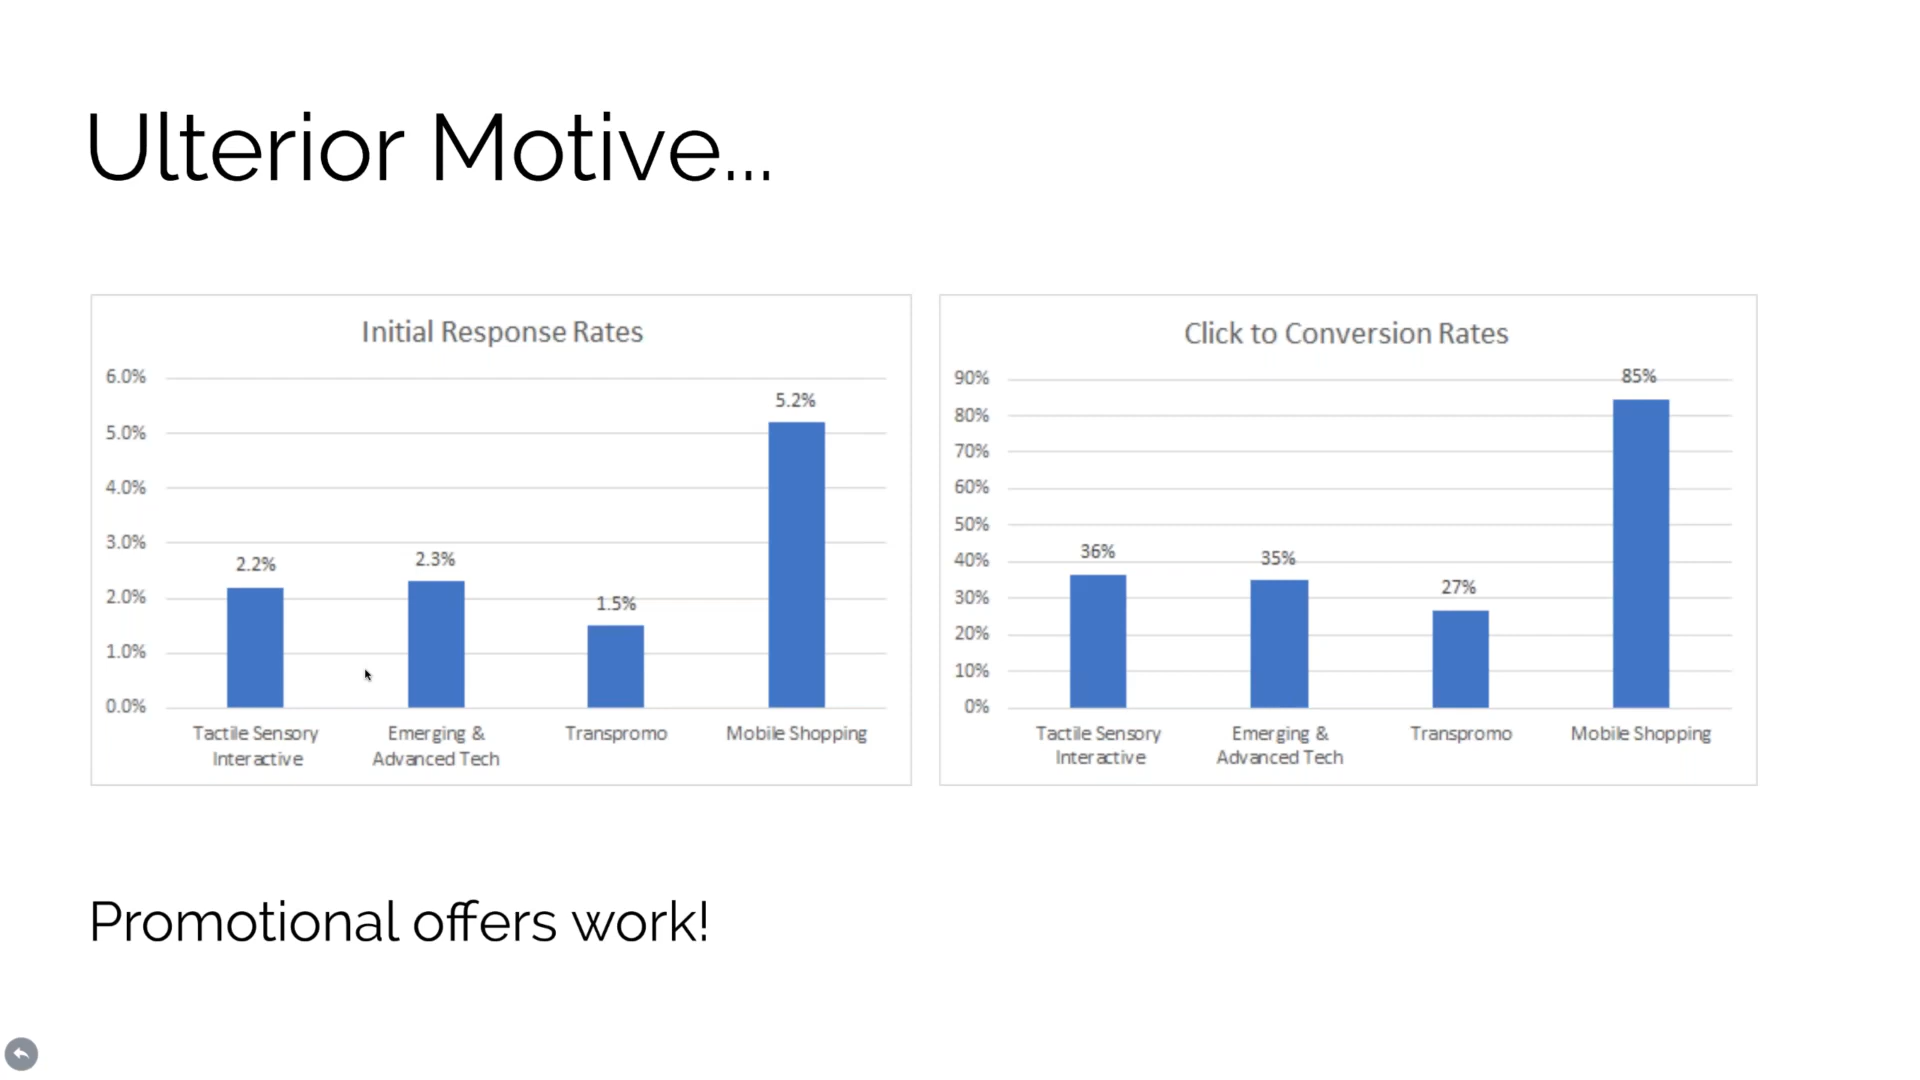 Ulterior Motive...
Initial Response Rates
6.0%
5.0%
4.0%
3.0%
2.0%
1.0%
0.0%
2.2%
2.3%
1.5%
5.2%
Tactile Sensory
Interactive
Emerging &
Advanced Tech
Transpromo
Mobile Shopping
Click to Conversion Rates
90%
80%
70%
60%
50%
40%
30%
20%
10%
0%
36%
35%
27%
85%
Tactile Sensory
Interactive
Emerging &
Advanced Tech
Transpromo
Mobile Shopping
Promotional offers work!